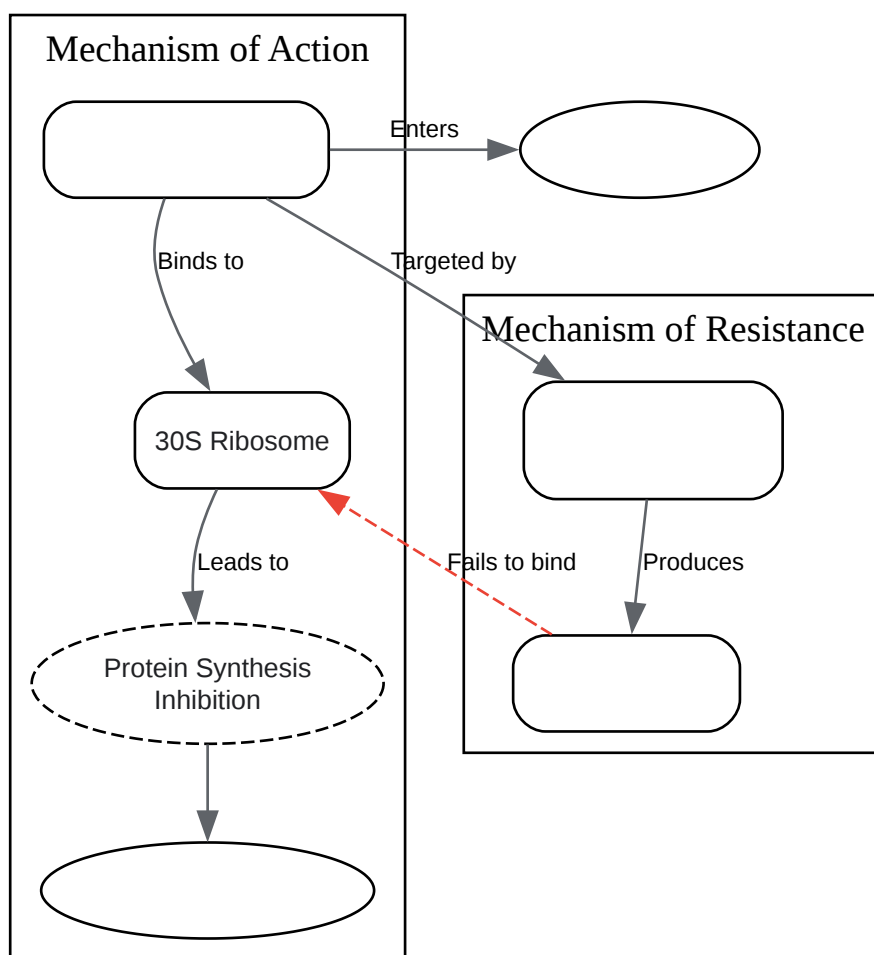 Mechanism of Action
Enters
Binds to
Targeted by
Mechanism of Resistance
30S Ribosome
Leads to
Fails to bind
Produces
Protein Synthesis
Inhibition